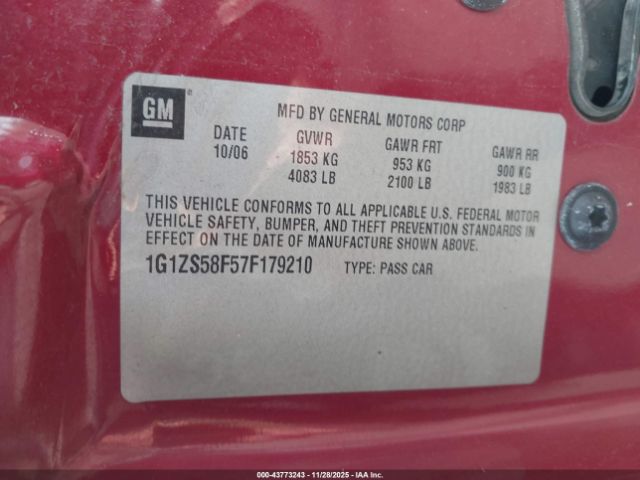 GM
MFD BY GENERAL MOTORS CORP
DATE GVWR GAWR FRT GAWR RR
10/06 1853 KG 953 KG 900 KG
4083 LB 2100 LB 1983 LB
THIS VEHICLE CONFORMS TO ALL APPLICABLE U.S. FEDERAL MOTOR
VEHICLE SAFETY, BUMPER, AND THEFT PREVENTION STANDARDS IN
EFFECT ON THE DATE OF MANUFACTURE SHOWN ABOVE.
1G1ZS58F57F179210 TYPE: PASS CAR
000-43773243 | 11/28/2025 | IAA Inc.